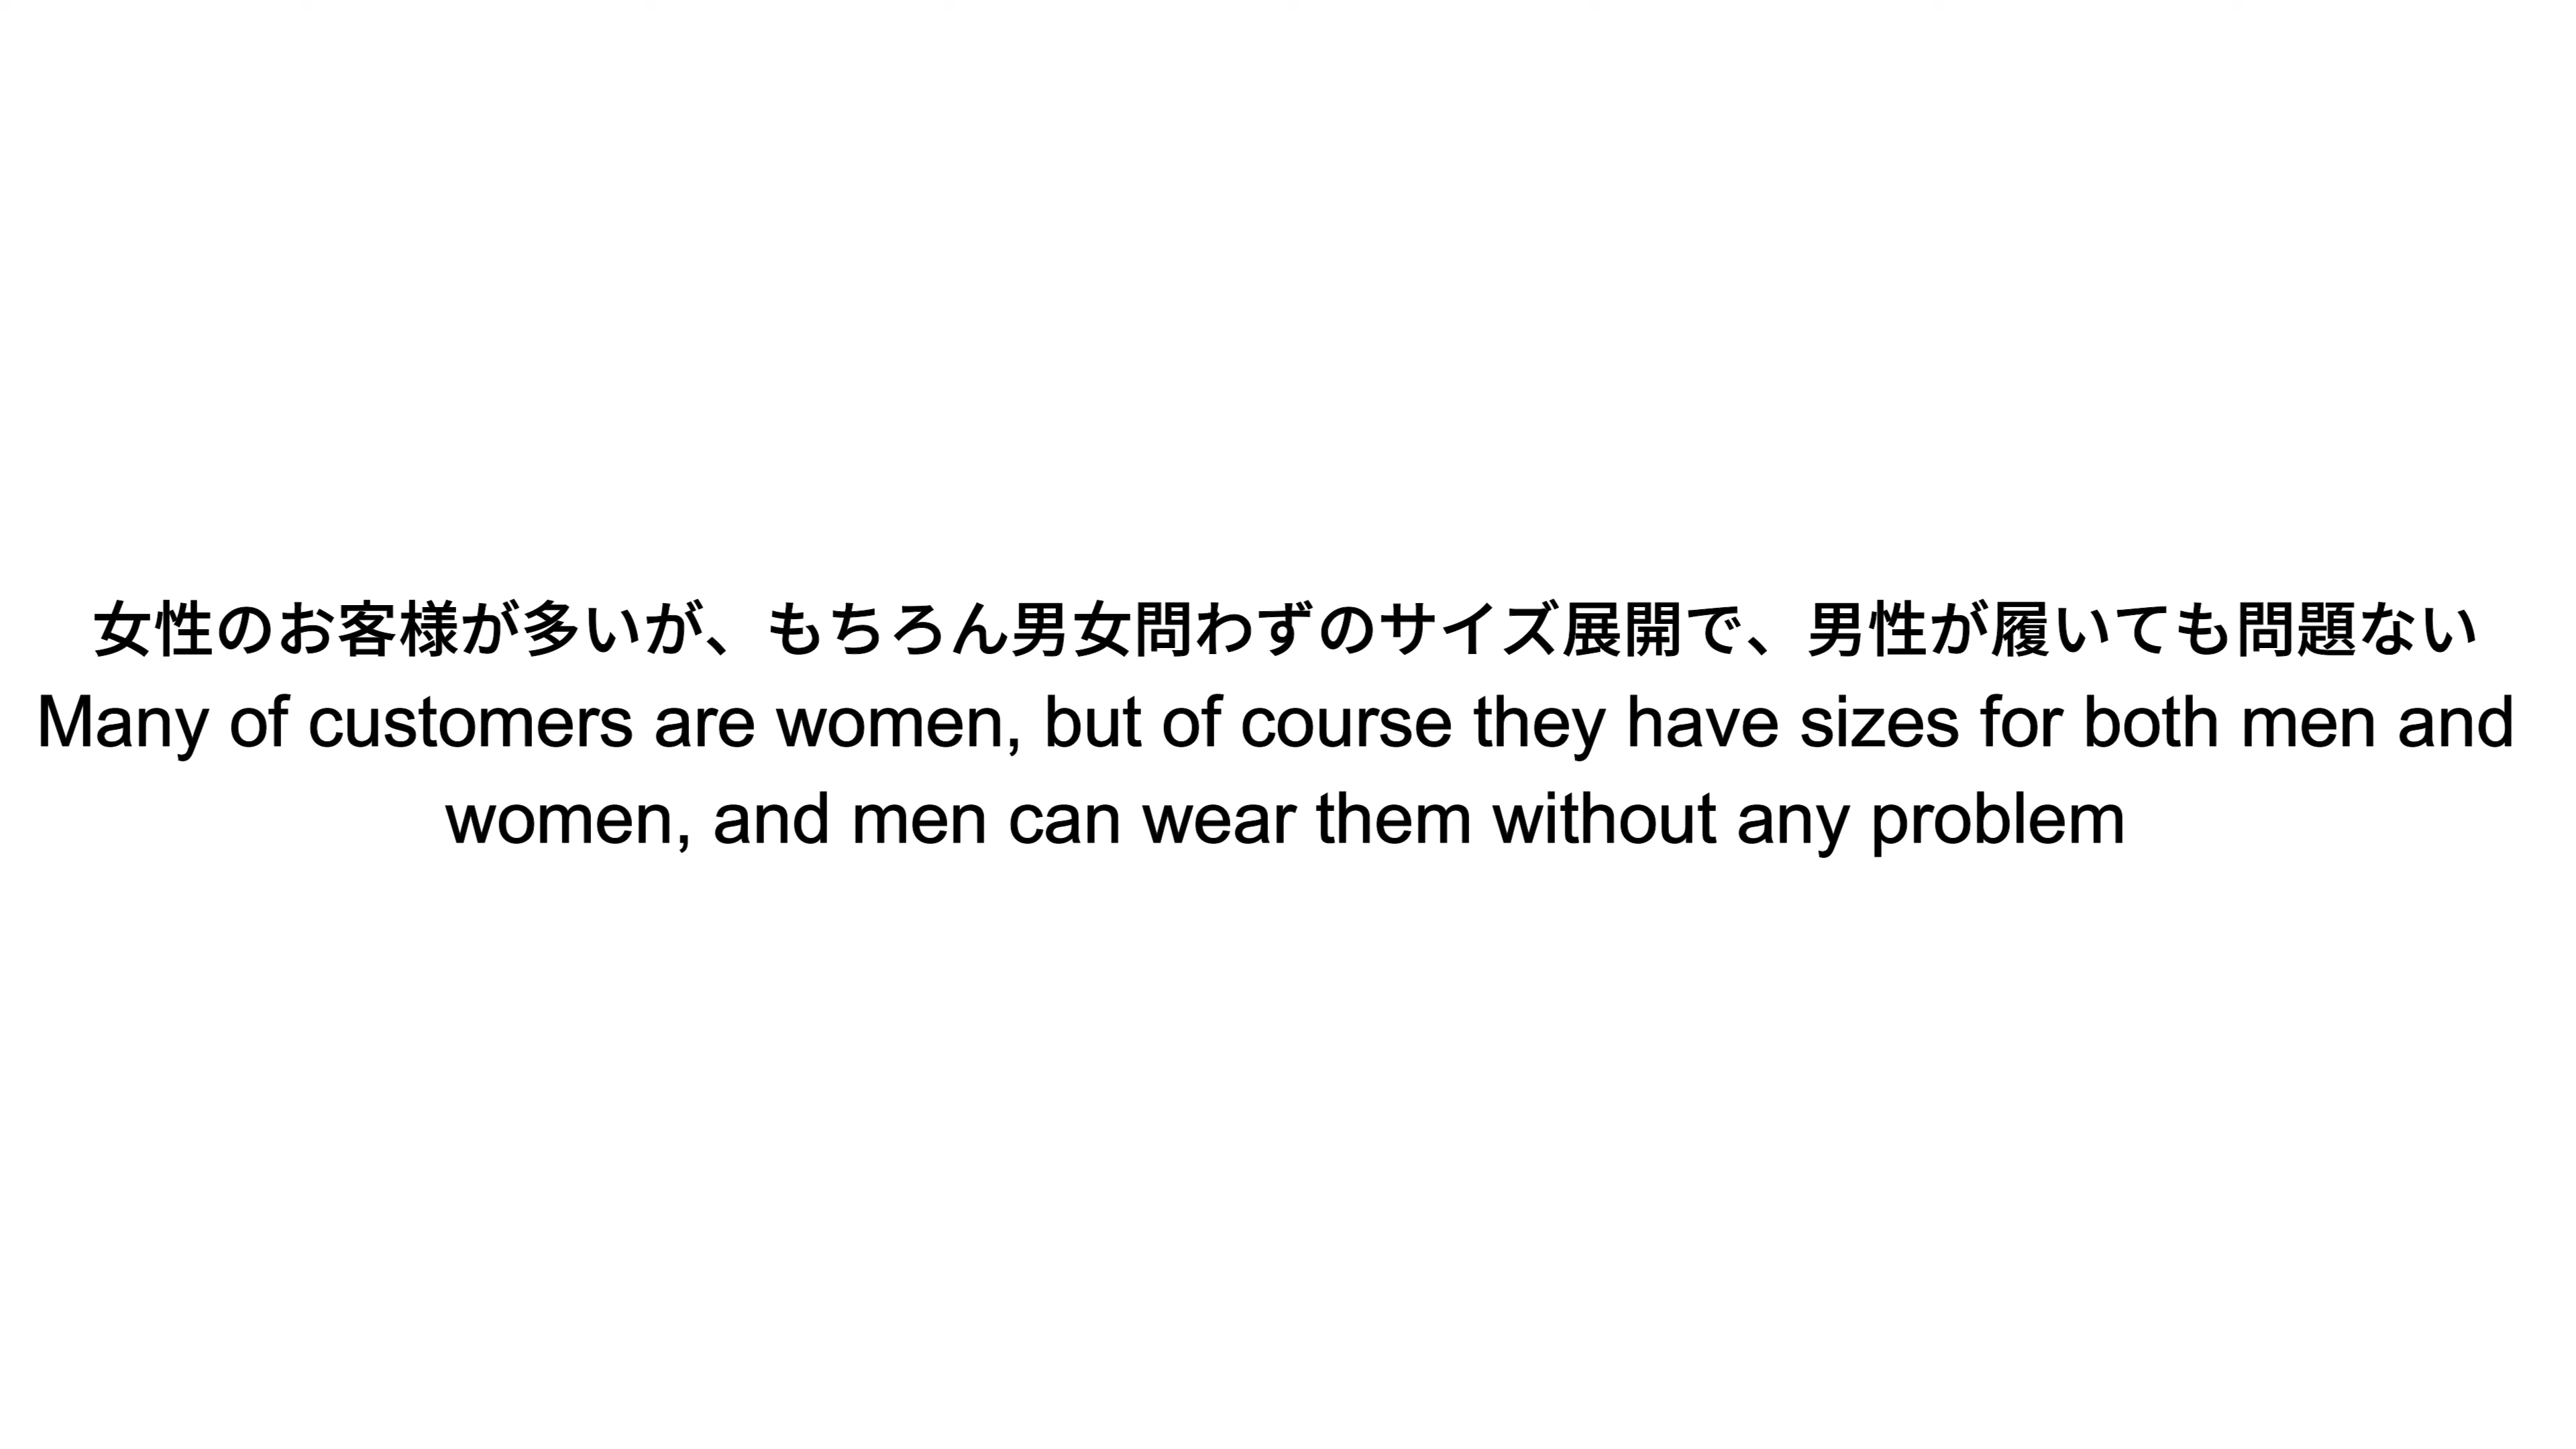 女性のお客様が多いが、もちろん男女問わずのサイズ展開で、男性が履いても問題ない
Many of customers are women, but of course they have sizes for both men and
women, and men can wear them without any problem